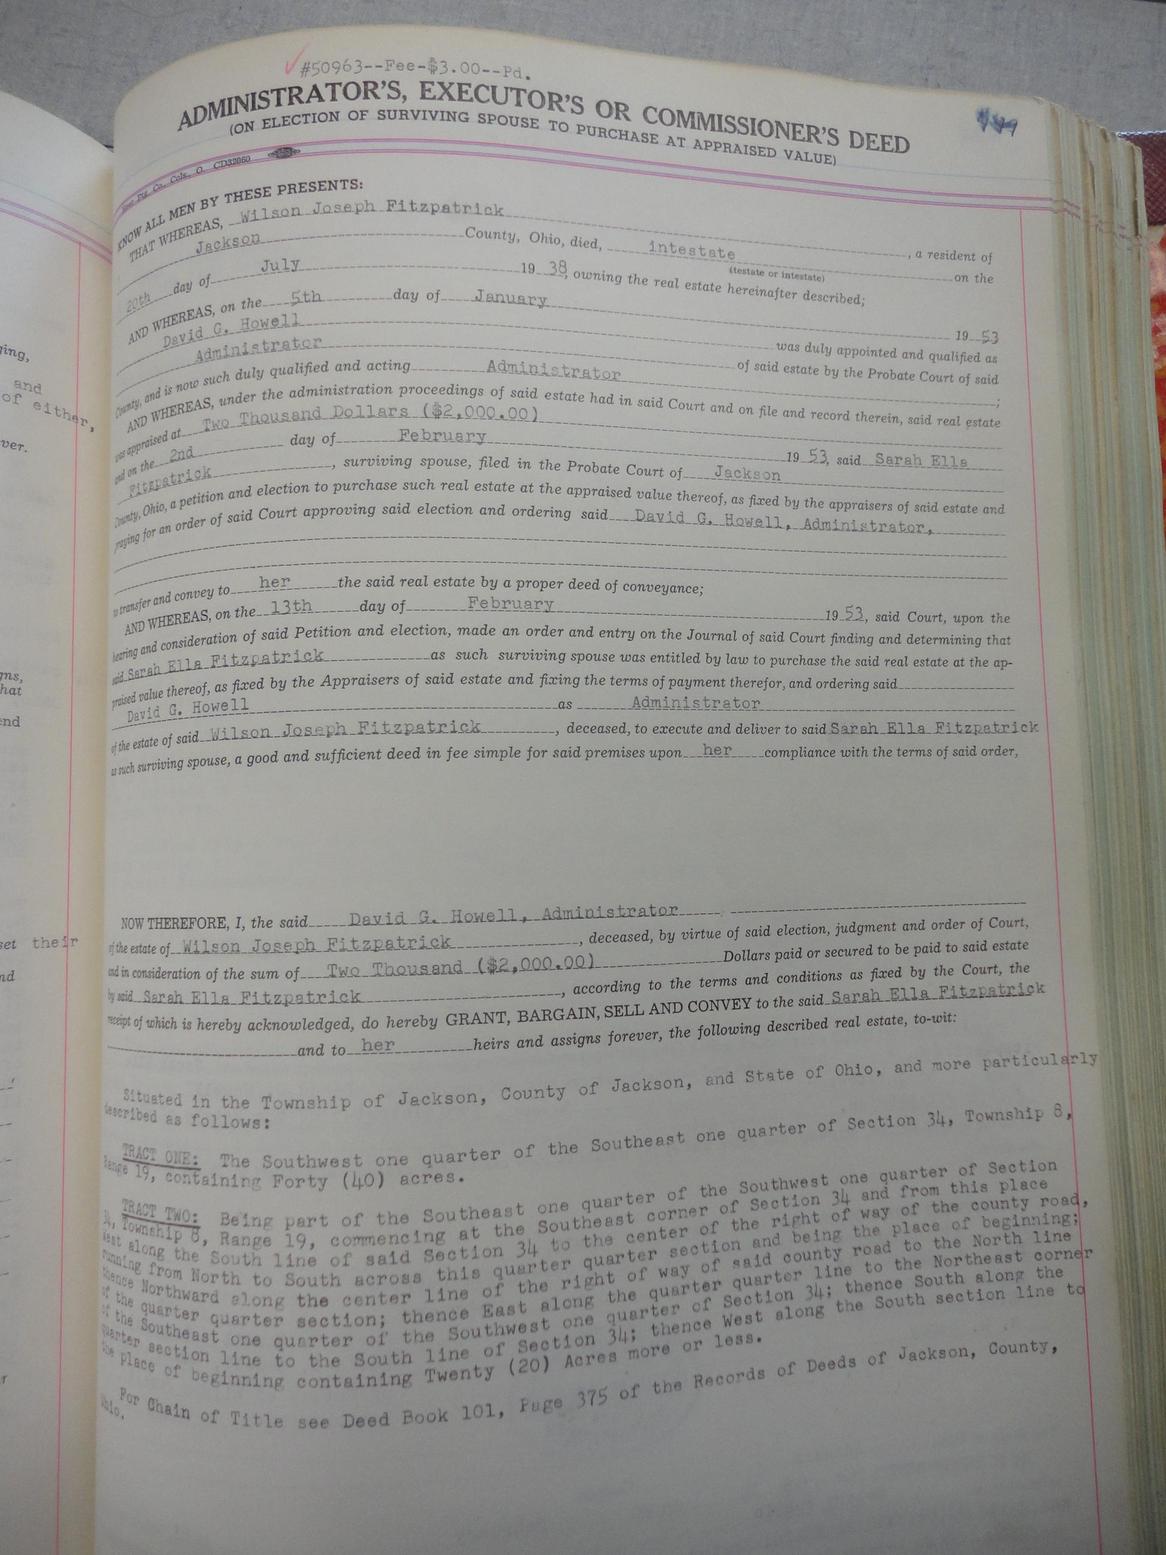 #50963--Fee-$3.00--Pd.
ADMINISTRATOR'S, EXECUTOR'S OR COMMISSIONER'S DEED
(ON ELECTION OF SURVIVING SPOUSE TO PURCHASE AT APPRAISED VALUE)
Co. Cols., O. CD32060
KNOW ALL MEN BY THESE PRESENTS:
THAT WHEREAS, Wilson Joseph Fitzpatrick, a resident of
Jackson County, Ohio, died, intestate on the
(testate or intestate)
20th day of July 19 38, owning the real estate hereinafter described;
AND WHEREAS, on the 5th day of January 19 53
David G. Howell was duly appointed and qualified as
Administrator of said estate by the Probate Court of said
County, and is now such duly qualified and acting Administrator ;
AND WHEREAS, under the administration proceedings of said estate had in said Court and on file and record therein, said real estate
was appraised at Two Thousand Dollars ($2,000.00)
and on the 2nd day of February 19 53, said Sarah Ella
Fitzpatrick, surviving spouse, filed in the Probate Court of Jackson
County, Ohio, a petition and election to purchase such real estate at the appraised value thereof, as fixed by the appraisers of said estate and
praying for an order of said Court approving said election and ordering said David G. Howell, Administrator,
to transfer and convey to her the said real estate by a proper deed of conveyance;
AND WHEREAS, on the 13th day of February 19 53, said Court, upon the
hearing and consideration of said Petition and election, made an order and entry on the Journal of said Court finding and determining that
said Sarah Ella Fitzpatrick as such surviving spouse was entitled by law to purchase the said real estate at the ap-
praised value thereof, as fixed by the Appraisers of said estate and fixing the terms of payment therefor, and ordering said
David G. Howell as Administrator
of the estate of said Wilson Joseph Fitzpatrick, deceased, to execute and deliver to said Sarah Ella Fitzpatrick
as such surviving spouse, a good and sufficient deed in fee simple for said premises upon her compliance with the terms of said order,
NOW THEREFORE, I, the said David G. Howell, Administrator
of the estate of Wilson Joseph Fitzpatrick, deceased, by virtue of said election, judgment and order of Court,
and in consideration of the sum of Two Thousand ($2,000.00) Dollars paid or secured to be paid to said estate
by said Sarah Ella Fitzpatrick, according to the terms and conditions as fixed by the Court, the
receipt of which is hereby acknowledged, do hereby GRANT, BARGAIN, SELL AND CONVEY to the said Sarah Ella Fitzpatrick
and to her heirs and assigns forever, the following described real estate, to-wit:
Situated in the Township of Jackson, County of Jackson, and State of Ohio, and more particularly
described as follows:
TRACT ONE: The Southwest one quarter of the Southeast one quarter of Section 34, Township 8,
Range 19, containing Forty (40) acres.
TRACT TWO: Being part of the Southeast one quarter of the Southwest one quarter of Section
34, Township 8, Range 19, commencing at the Southeast corner of Section 34 and from this place
West along the South line of said Section 34 to the center of the right of way of the county road,
running from North to South across this quarter quarter section and being the place of beginning;
thence Northward along the center line of the right of way of said county road to the North line
of the quarter quarter section; thence East along the quarter quarter line to the Northeast corner
of the Southeast one quarter of the Southwest one quarter of Section 34; thence South along the
quarter section line to the South line of Section 34; thence West along the South section line to
the place of beginning containing Twenty (20) Acres more or less.
For Chain of Title see Deed Book 101, Page 375 of the Records of Deeds of Jackson, County,
Ohio.
and
of either,
ver.
set their